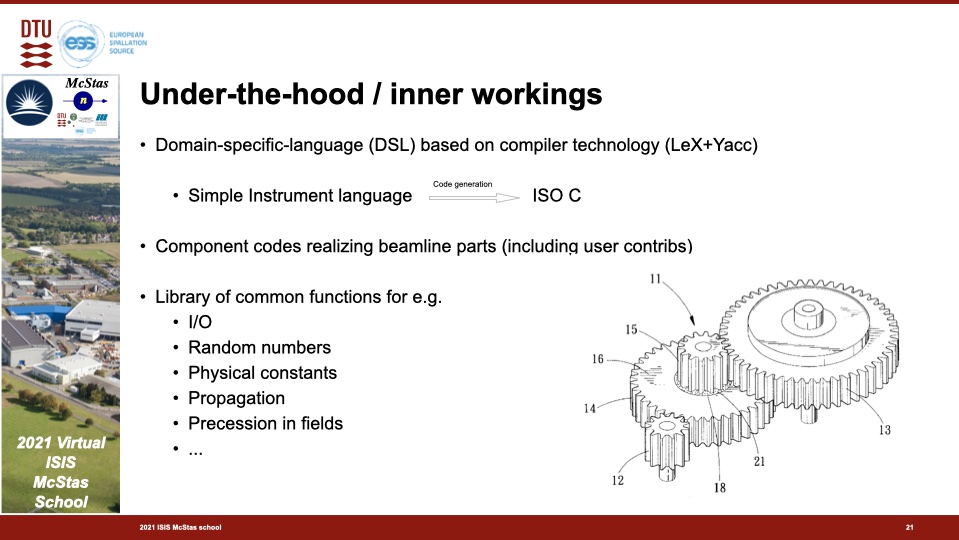 DTU
ess
EUROPEAN
SPALLATION
SOURCE
McStas
n
DTU
ess
Under-the-hood / inner workings
• Domain-specific-language (DSL) based on compiler technology (LeX+Yacc)
• Simple Instrument language
Code generation
ISO C
• Component codes realizing beamline parts (including user contribs)
• Library of common functions for e.g.
• I/O
• Random numbers
• Physical constants
• Propagation
• Precession in fields
• ...
11
15
16
14
12
18
21
13
2021 Virtual
ISIS
McStas
School
2021 ISIS McStas school
21